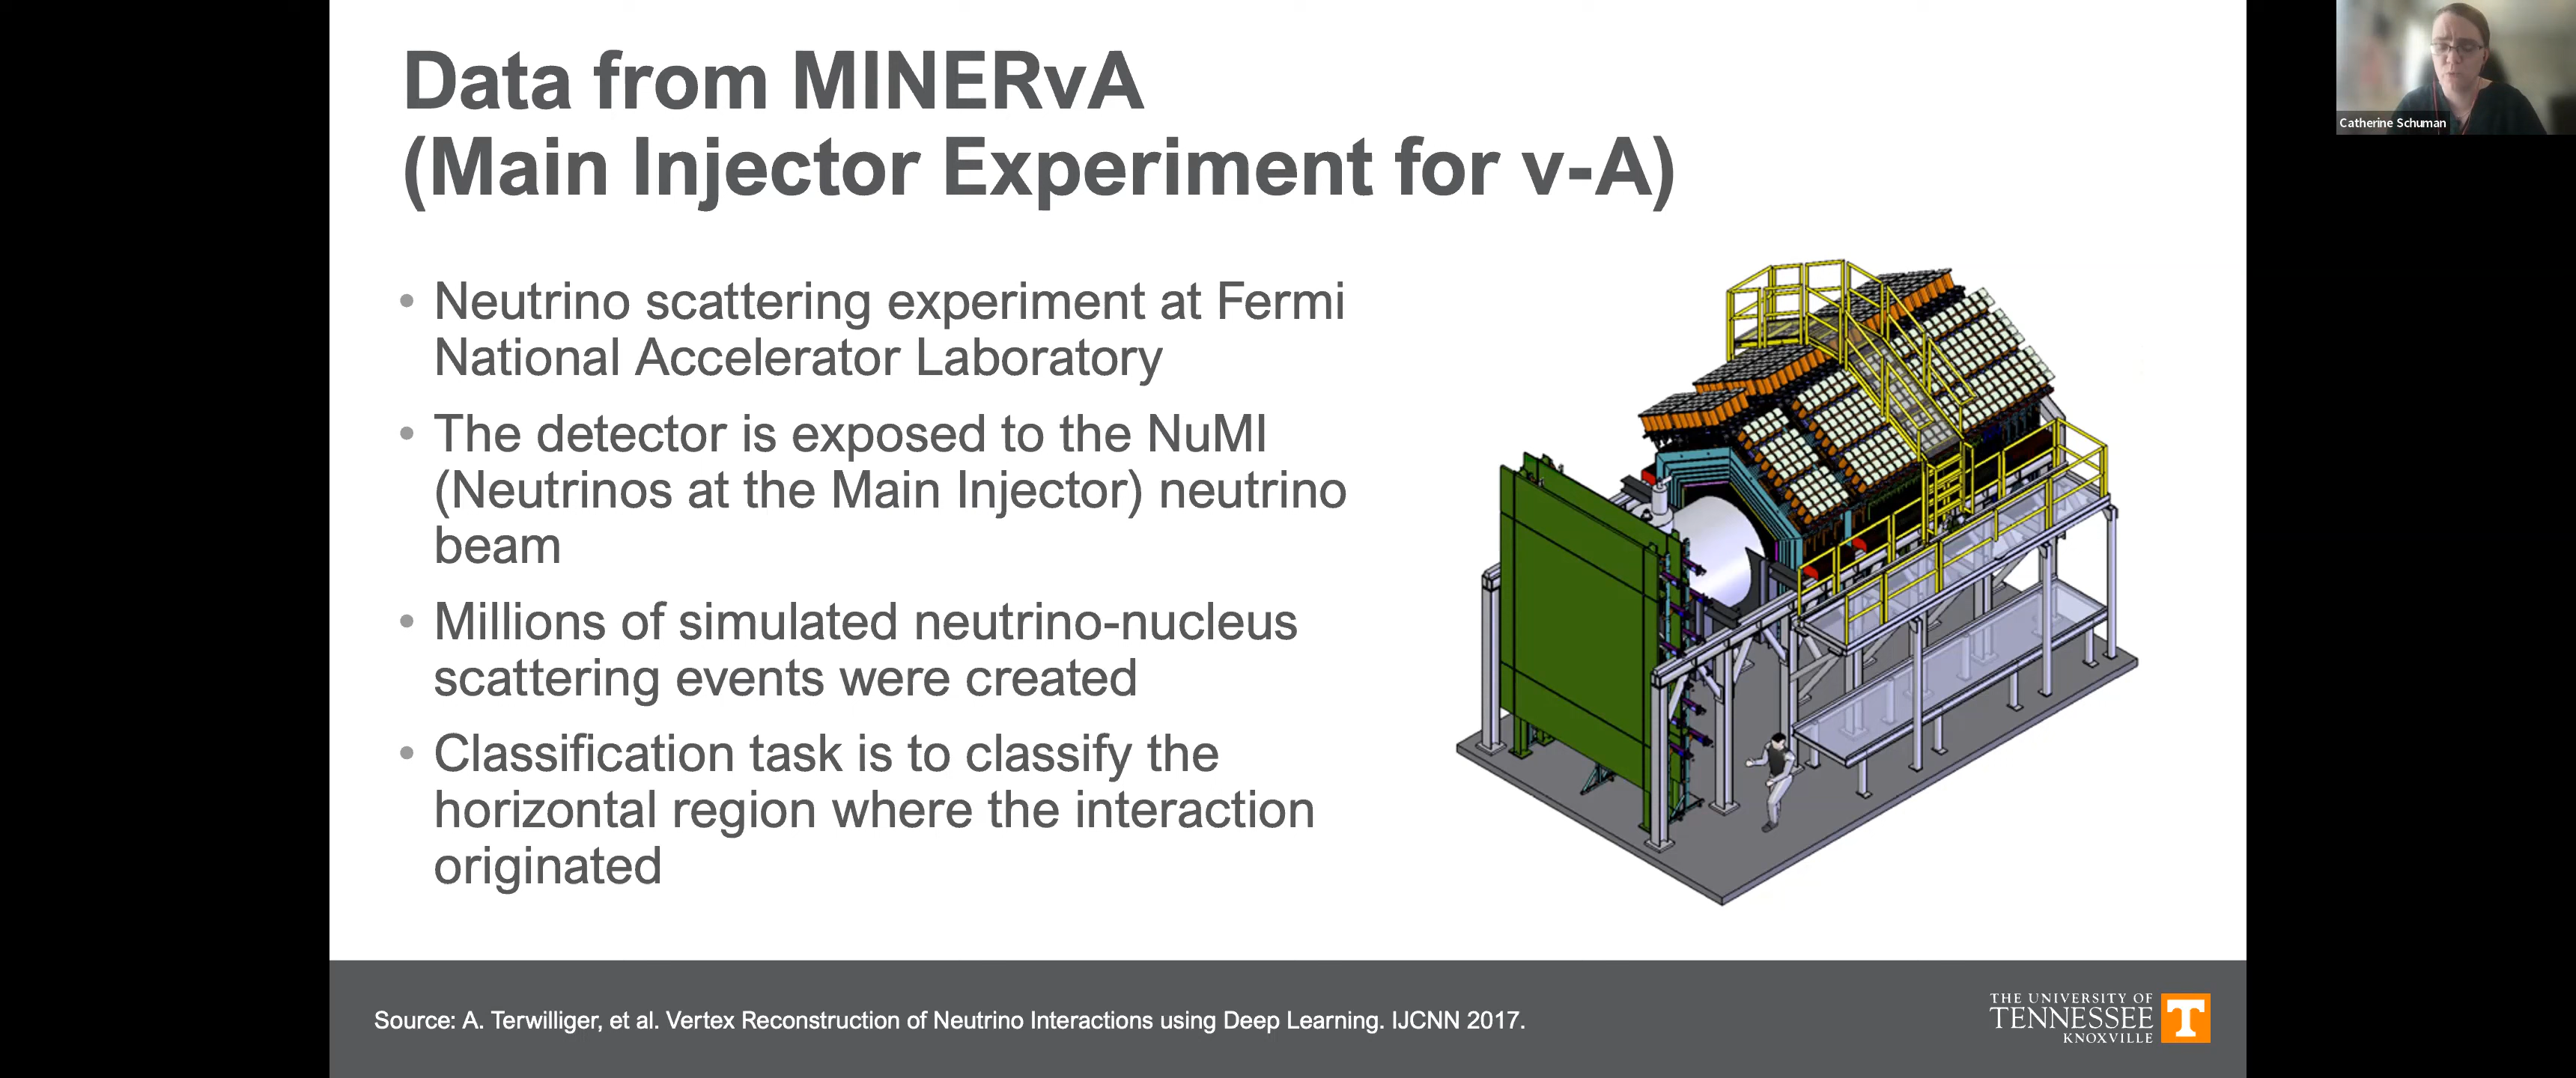 Data from MINERvA
(Main Injector Experiment for v-A)
• Neutrino scattering experiment at Fermi
National Accelerator Laboratory
• The detector is exposed to the NuMI
(Neutrinos at the Main Injector) neutrino
beam
• Millions of simulated neutrino-nucleus
scattering events were created
• Classification task is to classify the
horizontal region where the interaction
originated
Source: A. Terwilliger, et al. Vertex Reconstruction of Neutrino Interactions using Deep Learning. IJCNN 2017.
THE UNIVERSITY OF
TENNESSEE
KNOXVILLE
T
Catherine Schuman